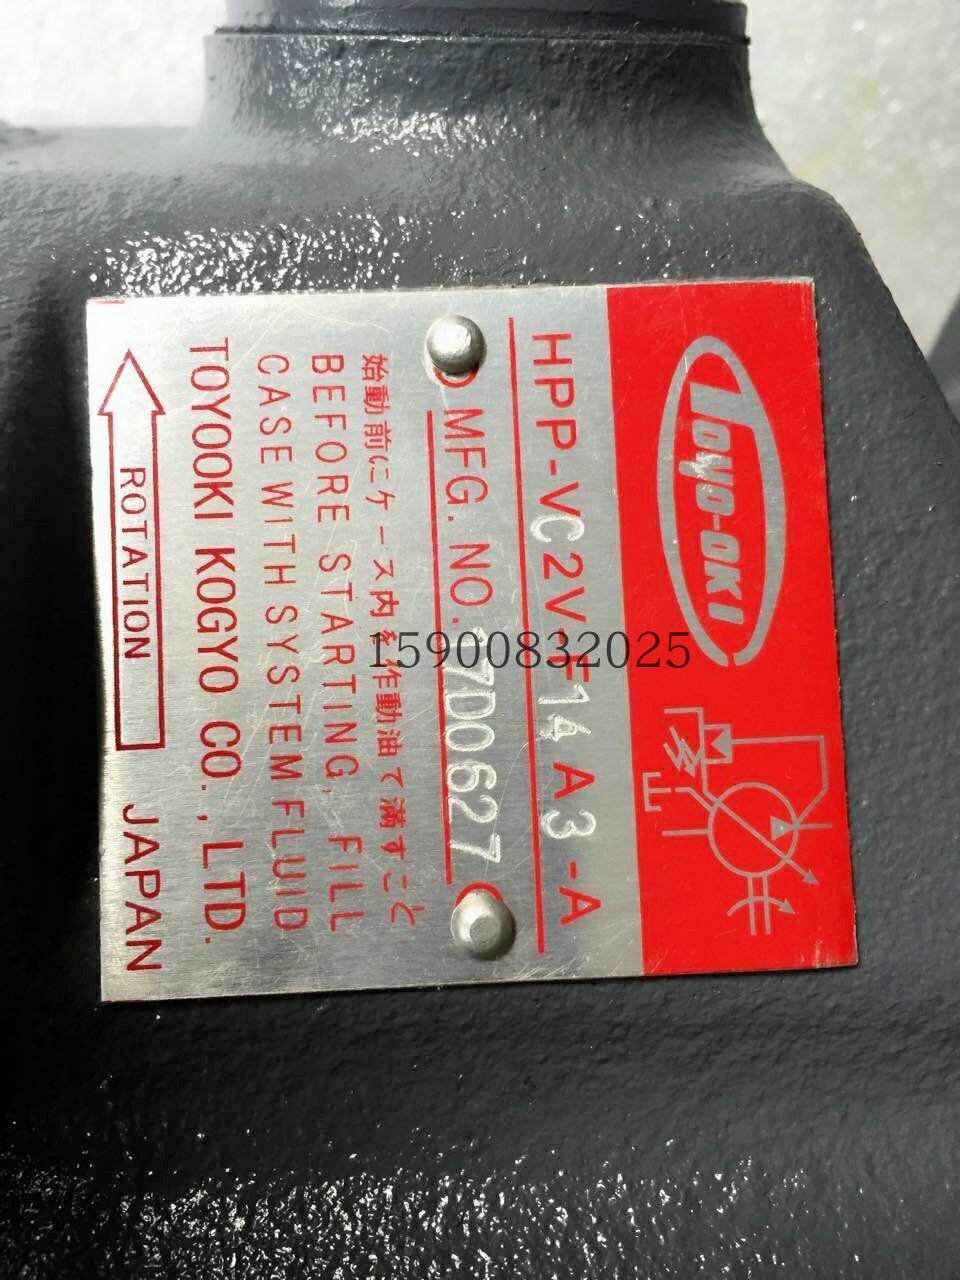 TOYO-OKI
HPP-VC2V-F14A3-A
MFG. NO. 17D0627
始動前にケース内を作動油で満すこと
BEFORE STARTING, FILL
CASE WITH SYSTEM FLUID
TOYOOKI KOGYO CO., LTD.
ROTATION JAPAN
15900832025